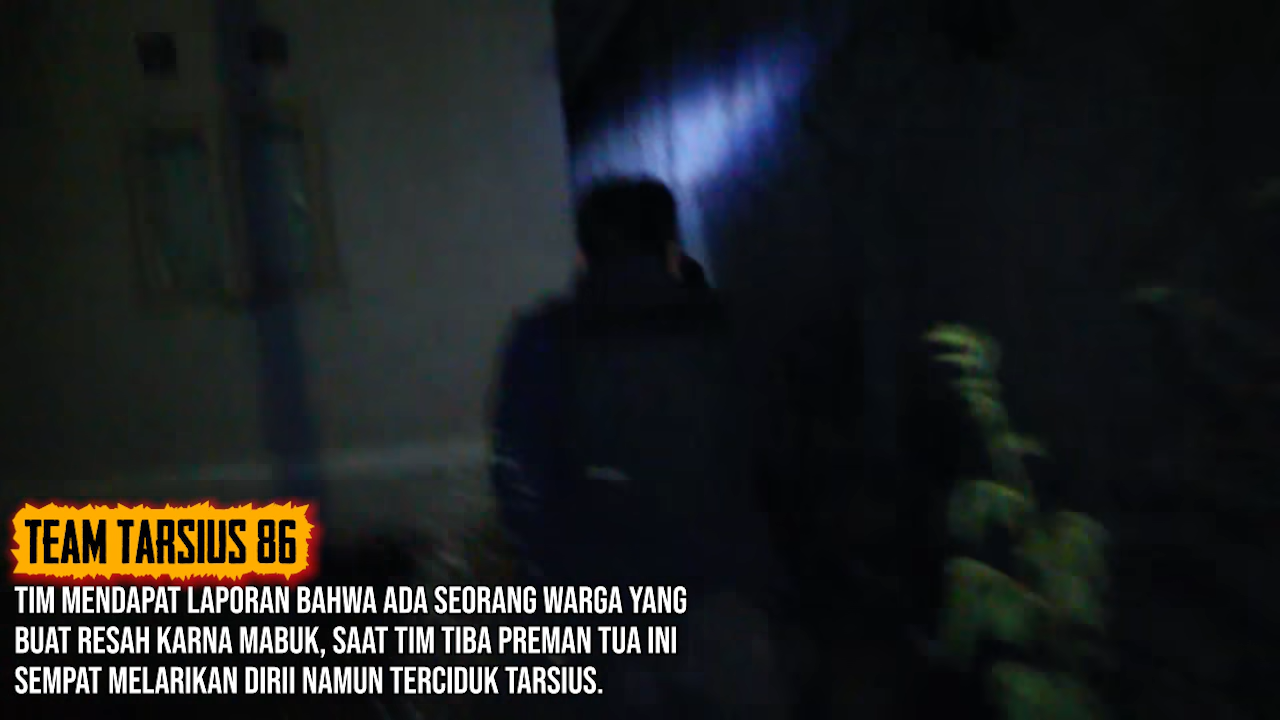 TEAM TARSIUS 86
TIM MENDAPAT LAPORAN BAHWA ADA SEORANG WARGA YANG
BUAT RESAH KARNA MABUK, SAAT TIM TIBA PREMAN TUA INI
SEMPAT MELARIKAN DIRII NAMUN TERCIDUK TARSIUS.